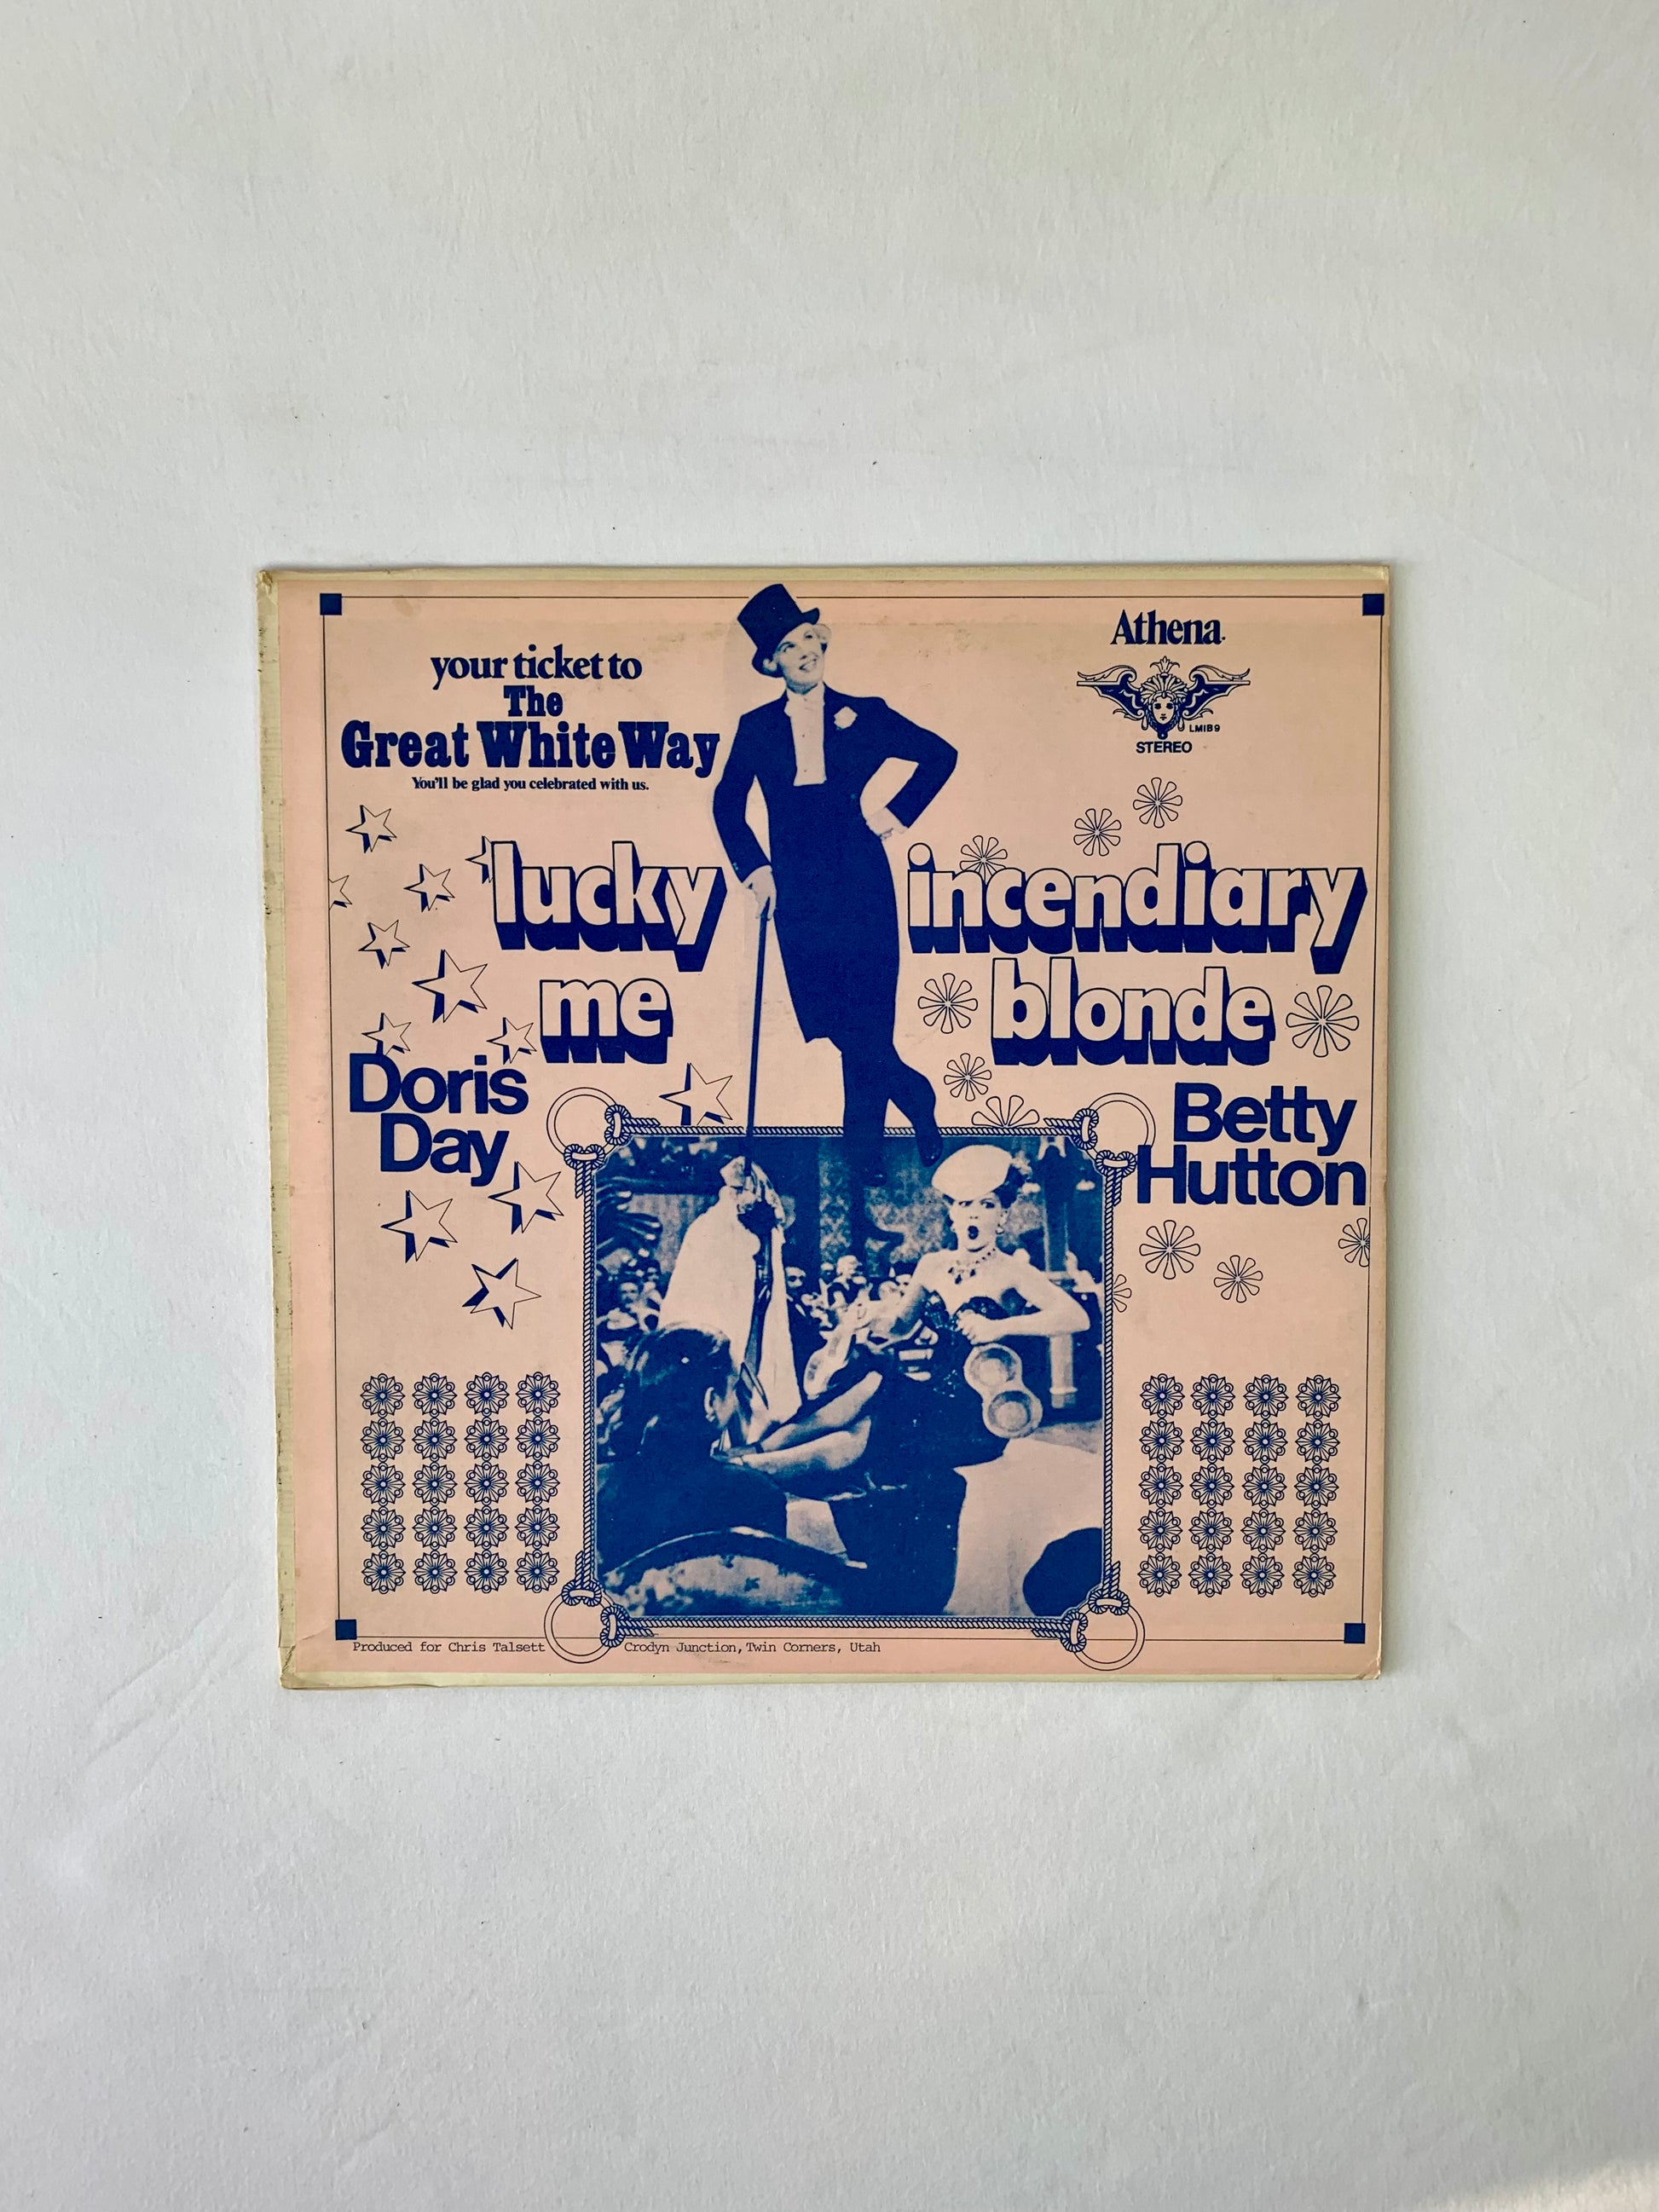 your ticket to
The
Great White Way
You'll be glad you celebrated with us.
Athena
LMIB9
STEREO
lucky
me
Doris
Day
incendiary
blonde
Betty
Hutton
Produced for Chris Talsett Crodyn Junction, Twin Corners, Utah